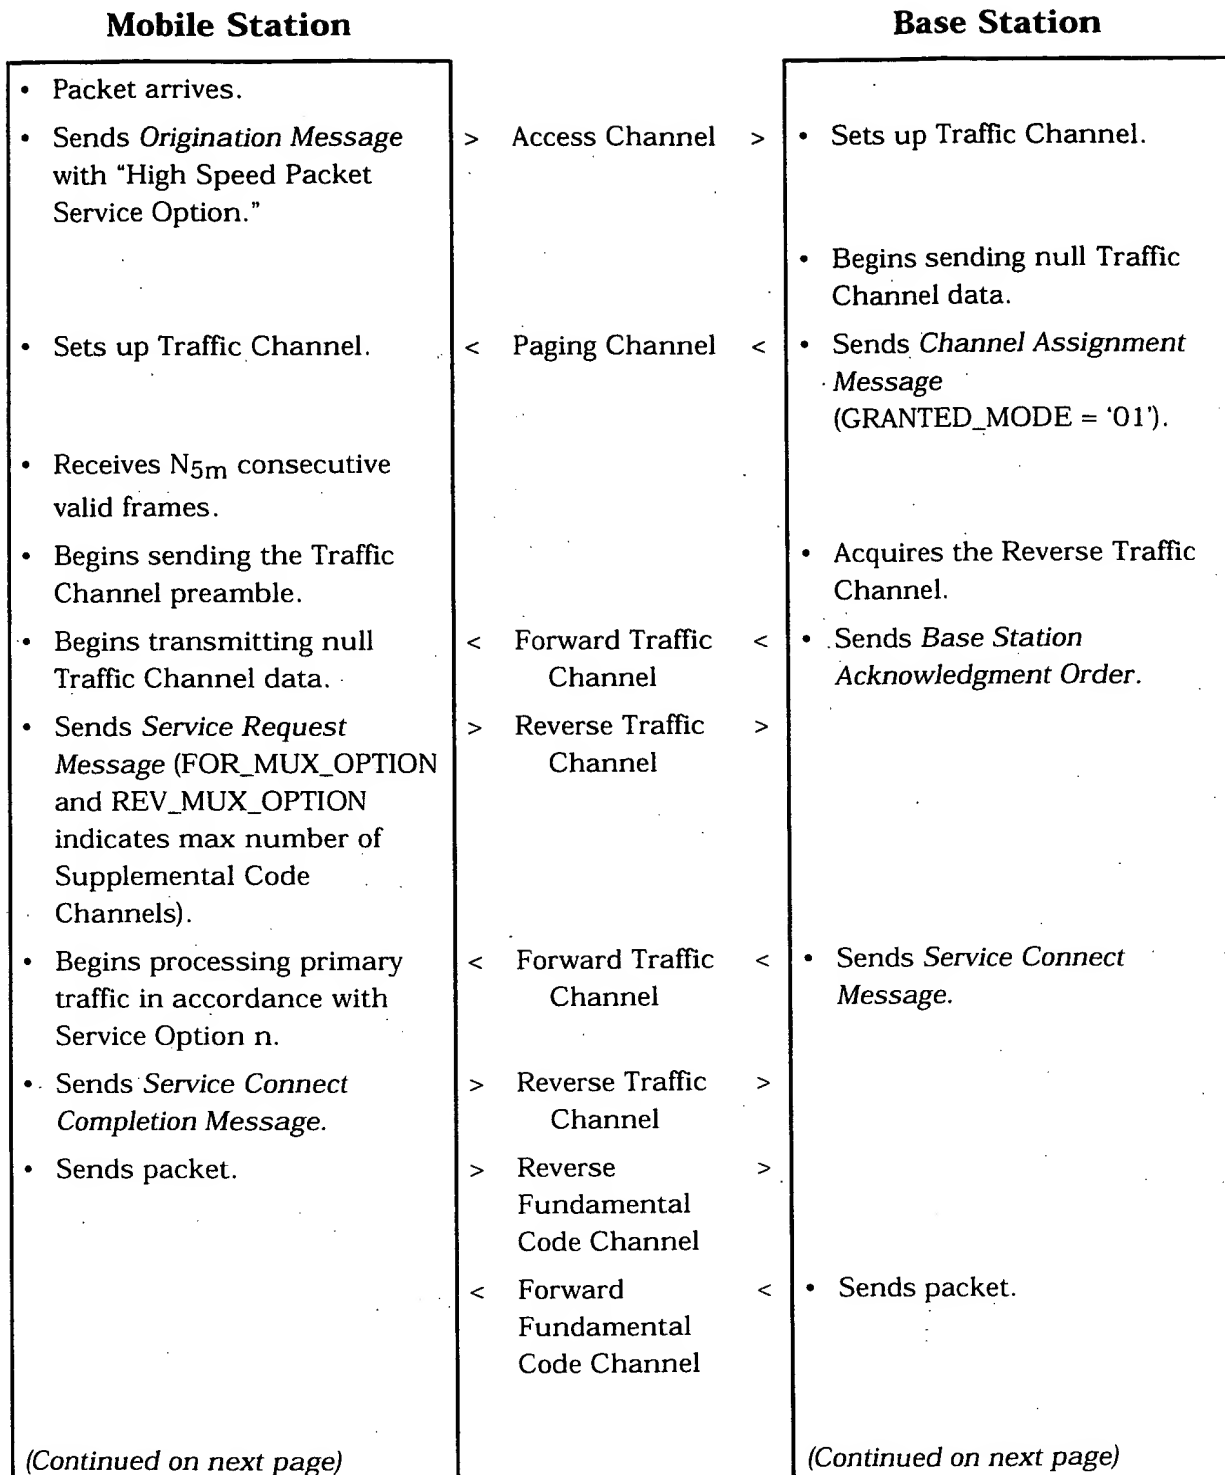 Mobile Station
Base Station
• Packet arrives.
• Sends Origination Message > Access Channel > • Sets up Traffic Channel.
with “High Speed Packet
Service Option.”
• Begins sending null Traffic
Channel data.
• Sets up Traffic Channel. < Paging Channel < • Sends Channel Assignment
Message
(GRANTED_MODE = ‘01’).
• Receives N5m consecutive
valid frames.
• Begins sending the Traffic • Acquires the Reverse Traffic
Channel preamble. Channel.
• Begins transmitting null < Forward Traffic < • Sends Base Station
Traffic Channel data. Channel Acknowledgment Order.
• Sends Service Request > Reverse Traffic >
Message (FOR_MUX_OPTION Channel
and REV_MUX_OPTION
indicates max number of
Supplemental Code
Channels).
• Begins processing primary < Forward Traffic < • Sends Service Connect
traffic in accordance with Channel Message.
Service Option n.
• Sends Service Connect > Reverse Traffic >
Completion Message. Channel
• Sends packet. > Reverse >
Fundamental
Code Channel
< Forward < • Sends packet.
Fundamental
Code Channel
(Continued on next page) (Continued on next page)